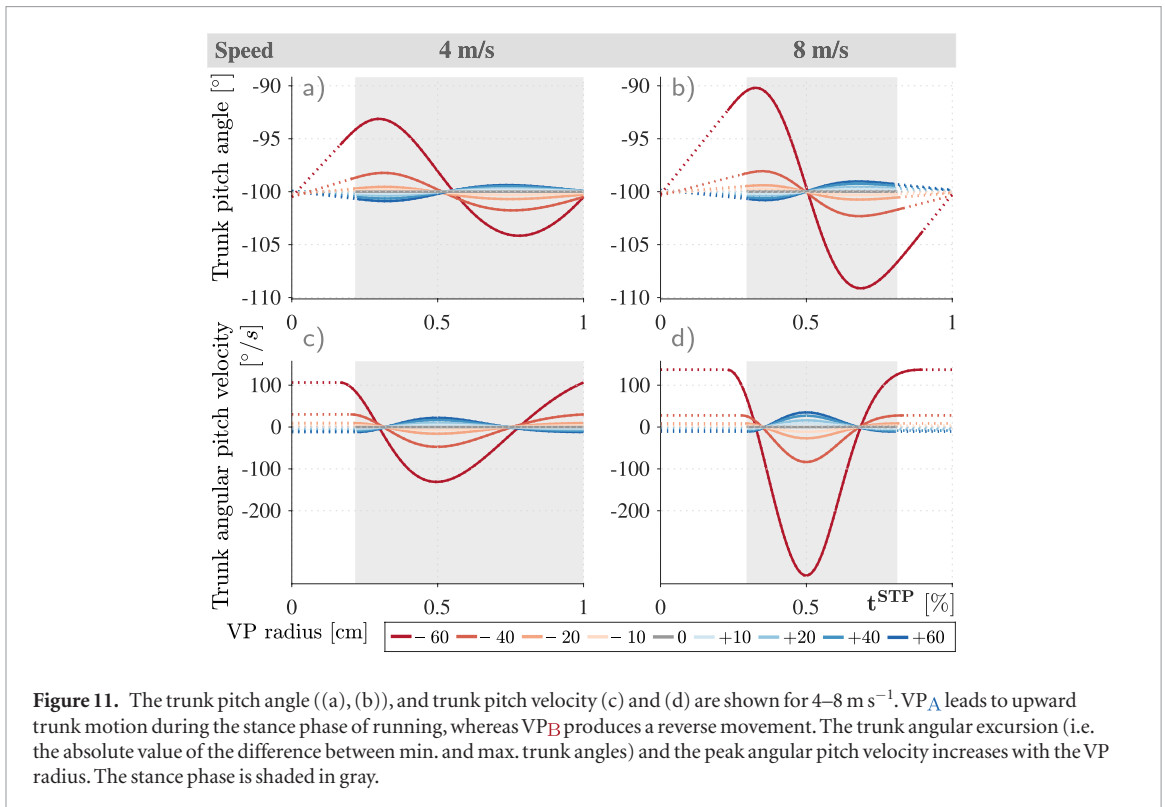 Speed 4 m/s 8 m/s
Trunk pitch angle [°]
a)
-90
-95
-100
-105
-110
0 0.5 1
b)
-90
-95
-100
-105
-110
0 0.5 1
Trunk angular pitch velocity
[°/s]
c)
100
0
-100
-200
0 0.5 1
d)
100
0
-100
-200
0 0.5 t^STP [%]
VP radius [cm] – 60 – 40 – 20 – 10 0 +10 +20 +40 +60
Figure 11. The trunk pitch angle ((a), (b)), and trunk pitch velocity (c) and (d) are shown for 4–8 m s⁻¹. VPA leads to upward
trunk motion during the stance phase of running, whereas VPB produces a reverse movement. The trunk angular excursion (i.e.
the absolute value of the difference between min. and max. trunk angles) and the peak angular pitch velocity increases with the VP
radius. The stance phase is shaded in gray.